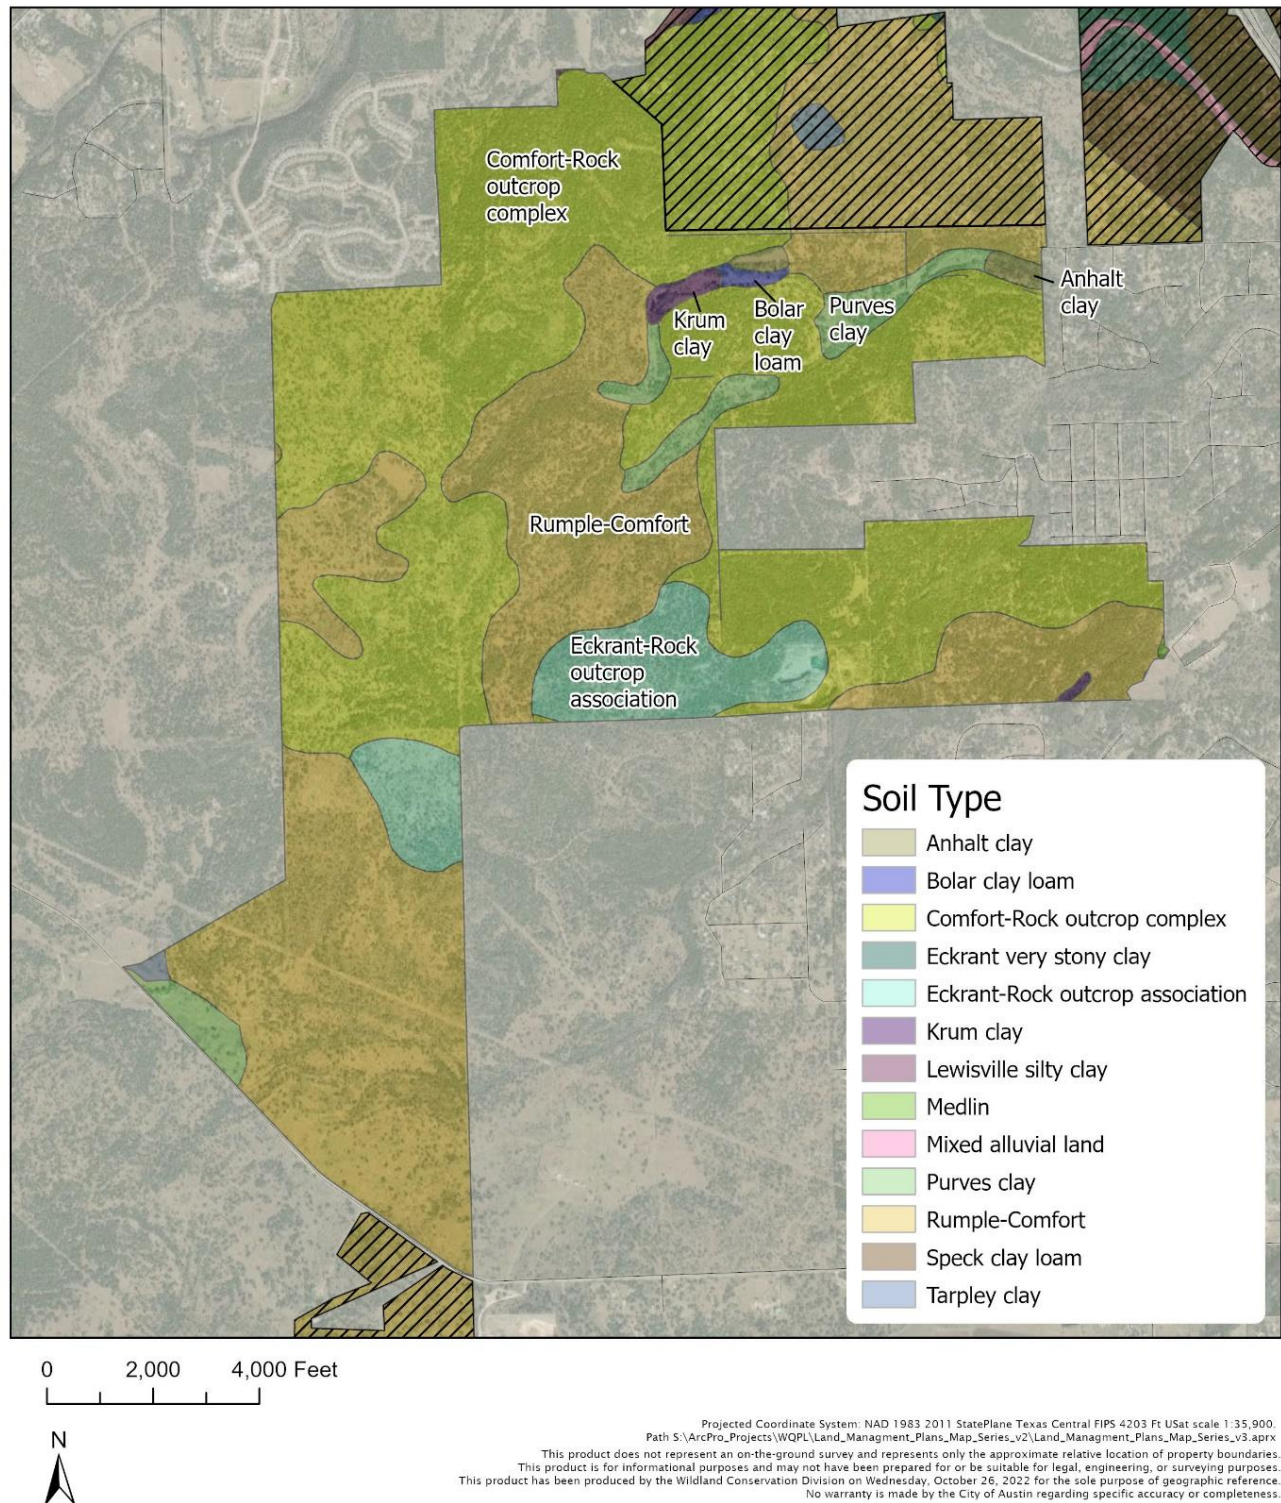 Comfort-Rock
outcrop
complex
Anhalt
clay
Krum
clay
Bolar
clay
loam
Purves
clay
Rumple-Comfort
Eckrant-Rock
outcrop
association
Soil Type
Anhalt clay
Bolar clay loam
Comfort-Rock outcrop complex
Eckrant very stony clay
Eckrant-Rock outcrop association
Krum clay
Lewisville silty clay
Medlin
Mixed alluvial land
Purves clay
Rumple-Comfort
Speck clay loam
Tarpley clay
0 2,000 4,000 Feet
N
Projected Coordinate System: NAD 1983 2011 StatePlane Texas Central FIPS 4203 Ft USat scale 1:35,900.
Path S:\ArcPro_Projects\WQPL\Land_Managment_Plans_Map_Series_v2\Land_Managment_Plans_Map_Series_v3.aprx
This product does not represent an on-the-ground survey and represents only the approximate relative location of property boundaries.
This product is for informational purposes and may not have been prepared for or be suitable for legal, engineering, or surveying purposes.
This product has been produced by the Wildland Conservation Division on Wednesday, October 26, 2022 for the sole purpose of geographic reference.
No warranty is made by the City of Austin regarding specific accuracy or completeness.